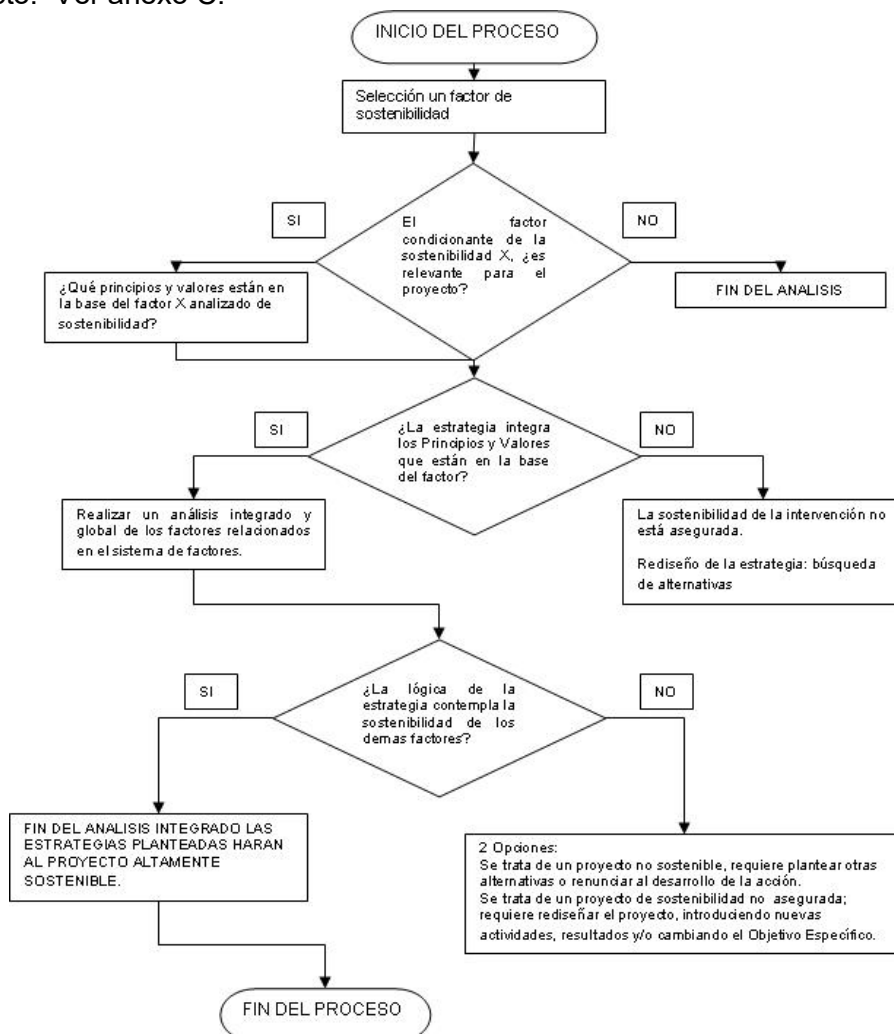 INICIO DEL PROCESO
Selección un factor de
sostenibilidad
SI
El factor
condicionante de la
sostenibilidad X, ¿es
relevante para el
proyecto?
NO
¿Qué principios y valores están en
la base del factor X analizado de
sostenibilidad?
FIN DEL ANALISIS
SI
¿La estrategia integra
los Principios y Valores
que están en la base
del factor?
NO
Realizar un análisis integrado y
global de los factores relacionados
en el sistema de factores.
La sostenibilidad de la intervención no
está asegurada.
Rediseño de la estrategia: búsqueda
de alternativas
SI
¿La lógica de la
estrategia contempla la
sostenibilidad de los
demas factores?
NO
FIN DEL ANALISIS INTEGRADO LAS
ESTRATEGIAS PLANTEADAS HARAN
AL PROYECTO ALTAMENTE
SOSTENIBLE.
2 Opciones:
Se trata de un proyecto no sostenible, requiere plantear otras
alternativas o renunciar al desarrollo de la acción.
Se trata de un proyecto de sostenibilidad no asegurada;
requiere rediseñar el proyecto, introduciendo nuevas
actividades, resultados y/o cambiando el Objetivo Específico.
FIN DEL PROCESO